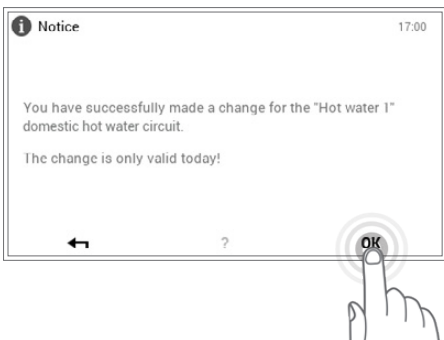 i Notice 17:00
You have successfully made a change for the "Hot water 1"
domestic hot water circuit.
The change is only valid today!
? OK